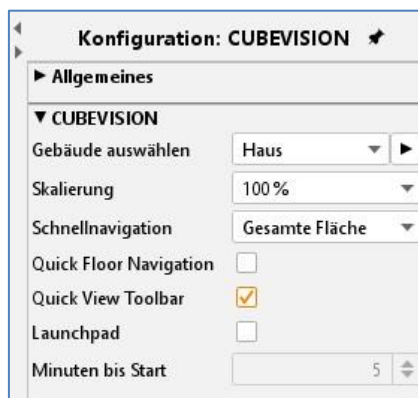 Konfiguration: CUBEVISION
Allgemeines
CUBEVISION
Gebäude auswählen Haus
Skalierung 100 %
Schnellnavigation Gesamte Fläche
Quick Floor Navigation
Quick View Toolbar
Launchpad
Minuten bis Start 5